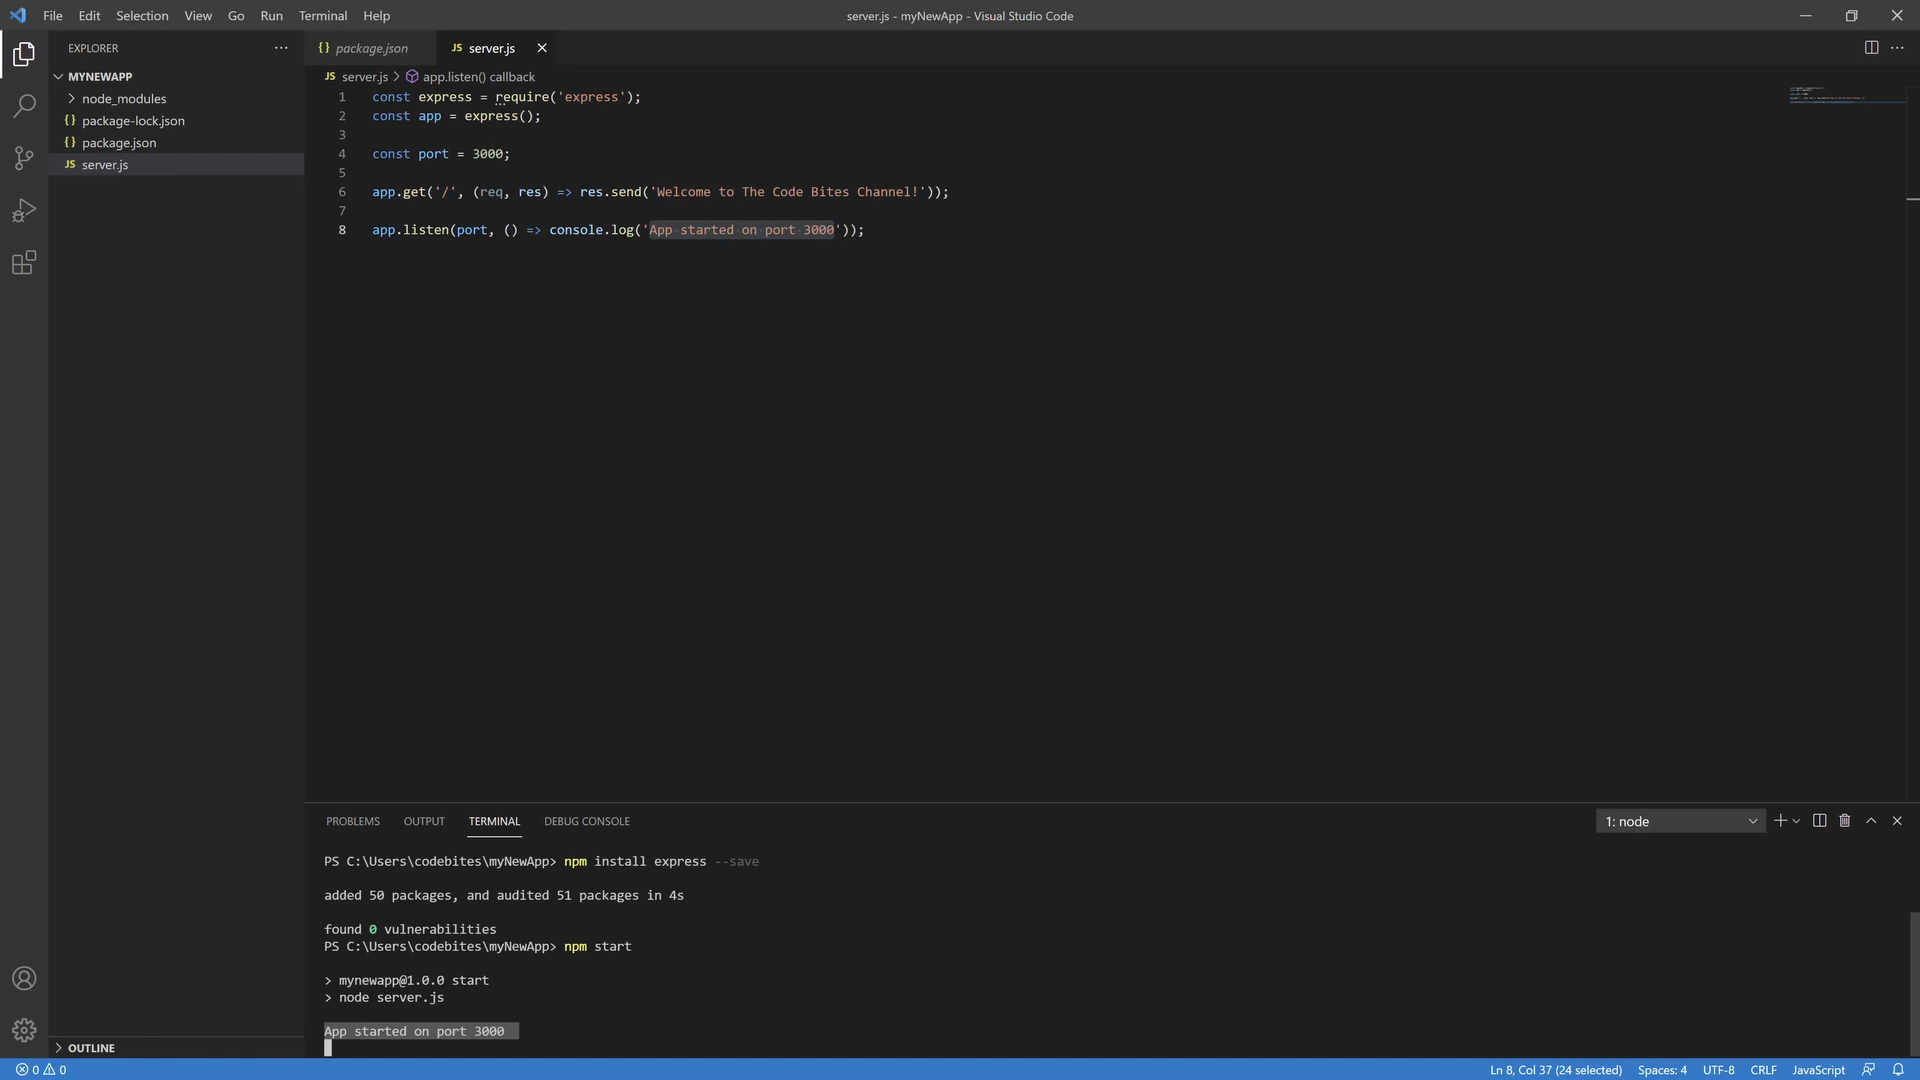 File Edit Selection View Go Run Terminal Help
server.js - myNewApp - Visual Studio Code
EXPLORER
MYNEWAPP
node_modules
{} package-lock.json
{} package.json
JS server.js
OUTLINE
{} package.json
JS server.js
JS server.js > app.listen() callback
1 const express = require('express');
2 const app = express();
3
4 const port = 3000;
5
6 app.get('/', (req, res) => res.send('Welcome to The Code Bites Channel!'));
7
8 app.listen(port, () => console.log('App started on port 3000'));
PROBLEMS OUTPUT TERMINAL DEBUG CONSOLE
1: node
PS C:\Users\codebites\myNewApp> npm install express --save
added 50 packages, and audited 51 packages in 4s
found 0 vulnerabilities
PS C:\Users\codebites\myNewApp> npm start
> mynewapp@1.0.0 start
> node server.js
App started on port 3000
0 0
Ln 8, Col 37 (24 selected) Spaces: 4 UTF-8 CRLF JavaScript